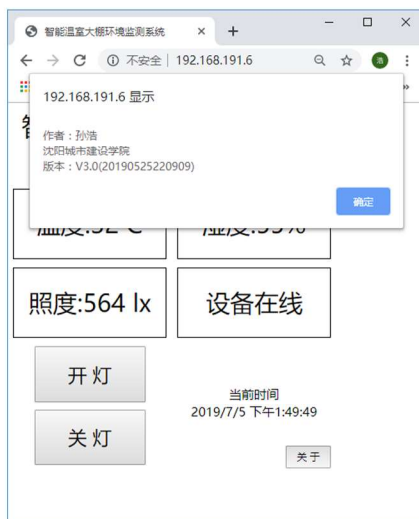 智能温室大棚环境监测系统
不安全 | 192.168.191.6
浩
192.168.191.6 显示
作者：孙浩
沈阳城市建设学院
版本：V3.0(20190525220909)
确定
照度:564 lx
设备在线
开 灯
当前时间
2019/7/5 下午1:49:49
关 灯
关 于